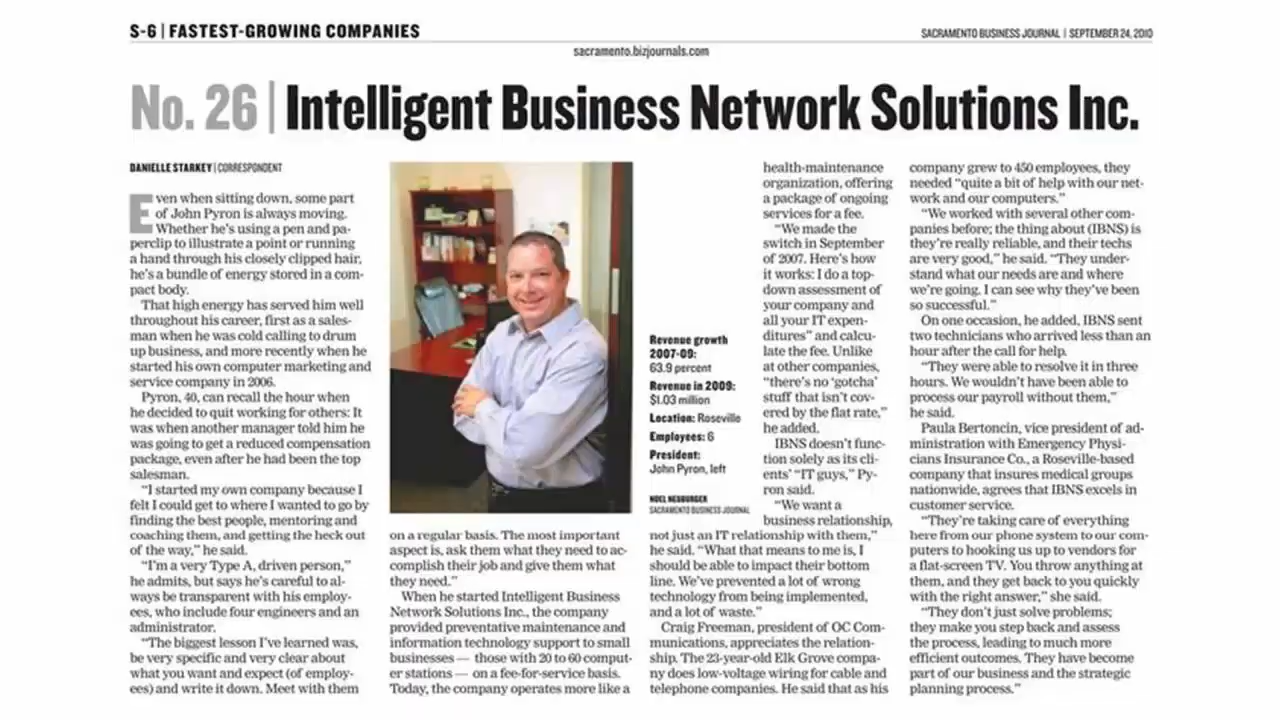 S-6 | FASTEST-GROWING COMPANIES
SACRAMENTO BUSINESS JOURNAL | SEPTEMBER 24, 2010
sacramento.bizjournals.com
No. 26 | Intelligent Business Network Solutions Inc.
DANIELLE STARKEY | CORRESPONDENT
Even when sitting down, some part
of John Pyron is always moving.
Whether he's using a pen and pa-
perclip to illustrate a point or running
a hand through his closely clipped hair,
he's a bundle of energy stored in a com-
pact body.
That high energy has served him well
throughout his career, first as a sales-
man when he was cold calling to drum
up business, and more recently when he
started his own computer marketing and
service company in 2006.
Pyron, 40, can recall the hour when
he decided to quit working for others: It
was when another manager told him he
was going to get a reduced compensation
package, even after he had been the top
salesman.
"I started my own company because I
felt I could get to where I wanted to go by
finding the best people, mentoring and
coaching them, and getting the heck out
of the way," he said.
"I'm a very Type A, driven person,"
he admits, but says he's careful to al-
ways be transparent with his employ-
ees, who include four engineers and an
administrator.
"The biggest lesson I've learned was,
be very specific and very clear about
what you want and expect (of employ-
ees) and write it down. Meet with them
on a regular basis. The most important
aspect is, ask them what they need to ac-
complish their job and give them what
they need."
When he started Intelligent Business
Network Solutions Inc., the company
provided preventative maintenance and
information technology support to small
businesses — those with 20 to 60 comput-
er stations — on a fee-for-service basis.
Today, the company operates more like a
Revenue growth
2007-09:
63.9 percent
Revenue in 2009:
$1.03 million
Location: Roseville
Employees: 6
President:
John Pyron, left
NOEL NEUBURGER
SACRAMENTO BUSINESS JOURNAL
health-maintenance
organization, offering
a package of ongoing
services for a fee.
"We made the
switch in September
of 2007. Here's how
it works: I do a top-
down assessment of
your company and
all your IT expen-
ditures" and calcu-
late the fee. Unlike
at other companies,
"there's no 'gotcha'
stuff that isn't cov-
ered by the flat rate,"
he added.
IBNS doesn't func-
tion solely as its cli-
ents' "IT guys," Py-
ron said.
"We want a
business relationship,
not just an IT relationship with them,"
he said. "What that means to me is, I
should be able to impact their bottom
line. We've prevented a lot of wrong
technology from being implemented,
and a lot of waste."
Craig Freeman, president of OC Com-
munications, appreciates the relation-
ship. The 23-year-old Elk Grove compa-
ny does low-voltage wiring for cable and
telephone companies. He said that as his
company grew to 450 employees, they
needed "quite a bit of help with our net-
work and our computers."
"We worked with several other com-
panies before; the thing about (IBNS) is
they're really reliable, and their techs
are very good," he said. "They under-
stand what our needs are and where
we're going. I can see why they've been
so successful."
On one occasion, he added, IBNS sent
two technicians who arrived less than an
hour after the call for help.
"They were able to resolve it in three
hours. We wouldn't have been able to
process our payroll without them,"
he said.
Paula Bertoncin, vice president of ad-
ministration with Emergency Physi-
cians Insurance Co., a Roseville-based
company that insures medical groups
nationwide, agrees that IBNS excels in
customer service.
"They're taking care of everything
here from our phone system to our com-
puters to hooking us up to vendors for
a flat-screen TV. You throw anything at
them, and they get back to you quickly
with the right answer," she said.
"They don't just solve problems;
they make you step back and assess
the process, leading to much more
efficient outcomes. They have become
part of our business and the strategic
planning process."